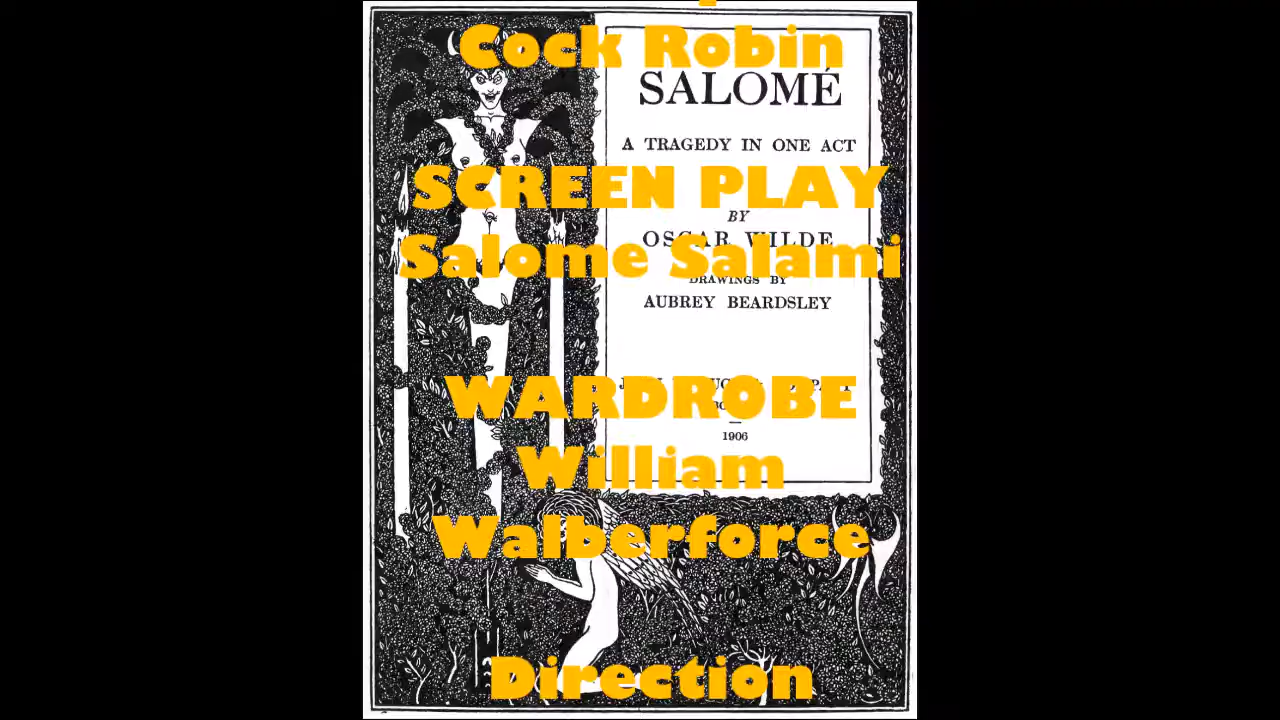 Cock Robin
SALOMÉ
A TRAGEDY IN ONE ACT
SCREEN PLAY
BY
OSCAR WILDE
Salome Salami
DRAWINGS BY
AUBREY BEARDSLEY
WARDROBE
1906
William
Walberforce
Direction